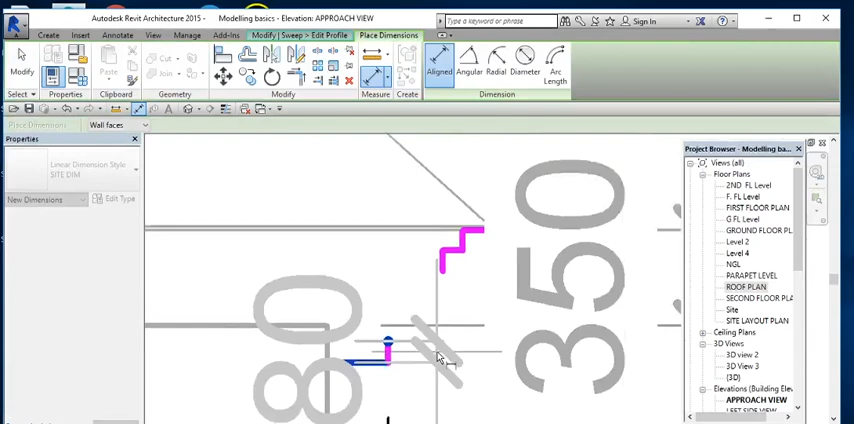 Autodesk Revit Architecture 2015 - Modelling basics - Elevation: APPROACH VIEW
Type a keyword or phrase
Sign In
Create Insert Annotate View Manage Add-Ins Modify | Sweep > Edit Profile Place Dimensions
Modify
Paste
Cut
Join
Aligned Angular Radial Diameter Arc Length
Select Properties Clipboard Geometry Modify Measure Create Dimension
Place Dimensions Wall faces
Properties
Linear Dimension Style
SITE DIM
New Dimensions Edit Type
80
350
Project Browser - Modelling ba...
Views (all)
Floor Plans
2ND FL Level
F. FL Level
FIRST FLOOR PLAN
G FL Level
GROUND FLOOR PL
Level 2
Level 4
NGL
PARAPET LEVEL
ROOF PLAN
SECOND FLOOR PLA
Site
SITE LAYOUT PLAN
Ceiling Plans
3D Views
3D view 2
3D View 3
{3D}
Elevations (Building Elev
APPROACH VIEW
LEFT SIDE VIEW